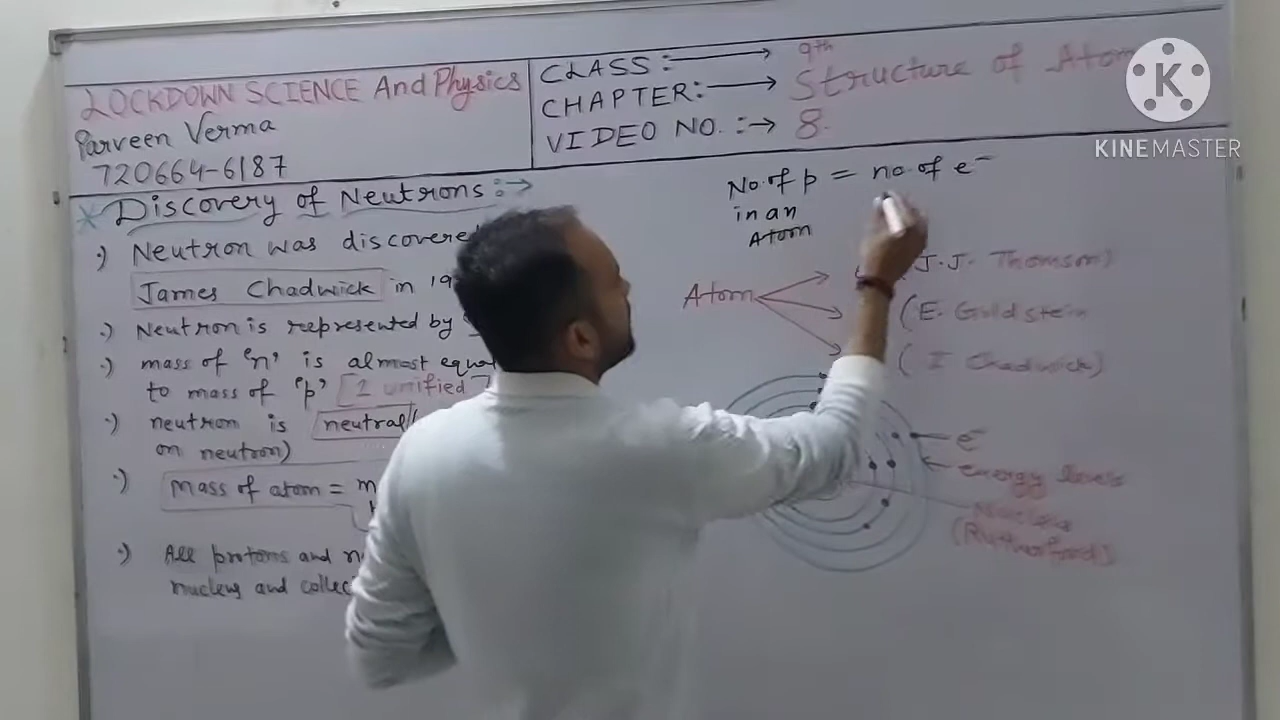 LOCKDOWN SCIENCE And Physics
Parveen Verma
720664-6187
CLASS :→ 9th
CHAPTER:→ Structure of Atom
VIDEO NO. :→ 8.
K
KINEMASTER
Discovery of Neutrons :→
Neutron was discovered
James Chadwick in
Neutron is represented by
mass of 'n' is almost equal
to mass of 'p' [1 unified
neutron is neutral(
on neutron)
mass of atom =
All protons and
nucleus and
No. of p = no. of e⁻
in an
Atom
Atom
(J.J. Thomson)
(E. Goldstein
( J Chadwick)
e⁻
energy levels
Nucleus
(Rutherford)